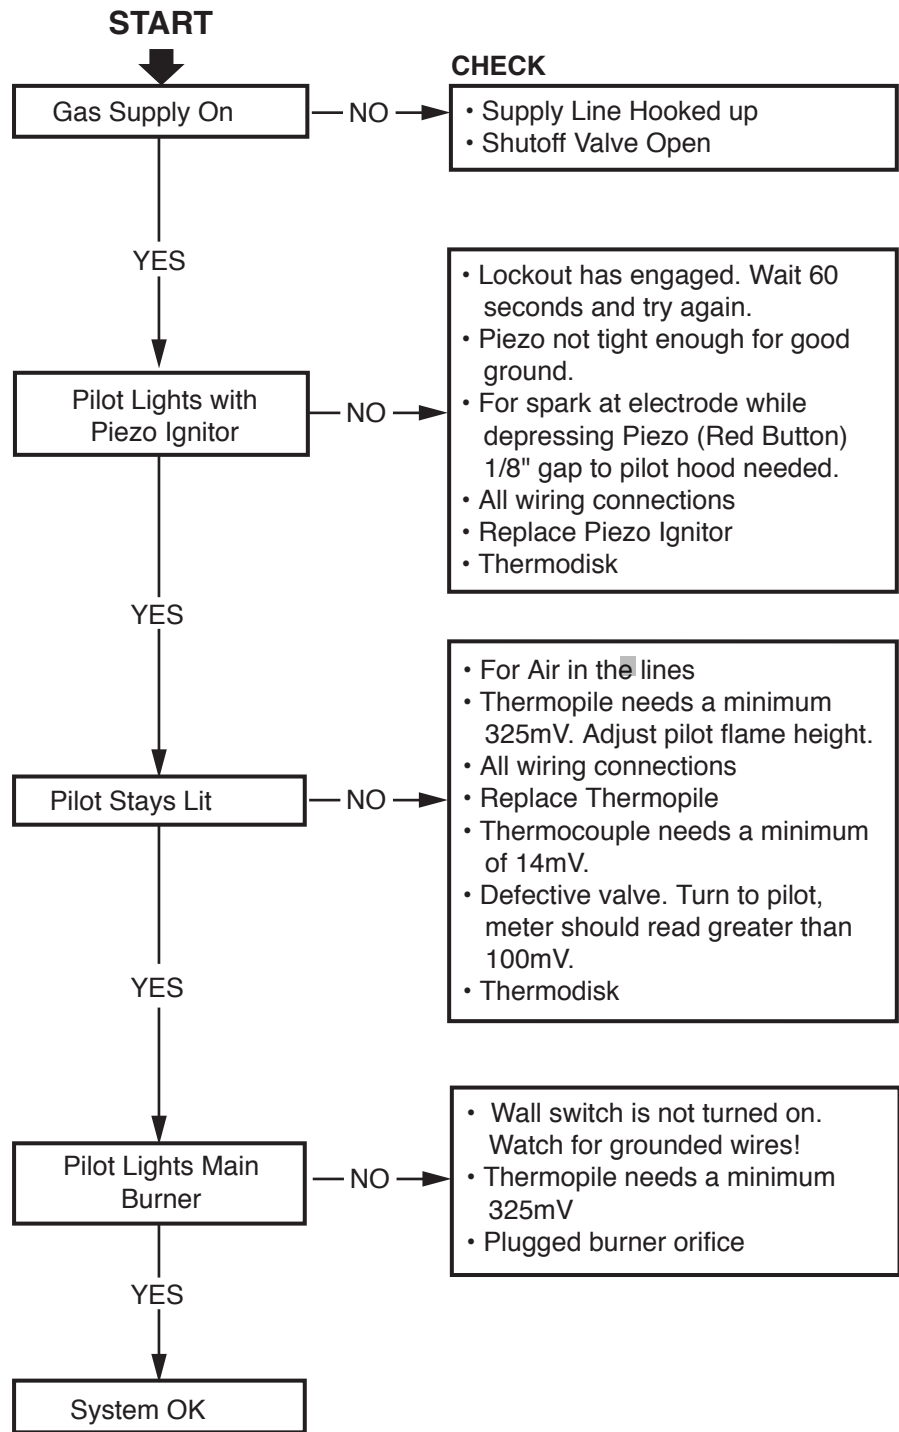 START
CHECK
Gas Supply On
NO
• Supply Line Hooked up
• Shutoff Valve Open
YES
Pilot Lights with
Piezo Ignitor
NO
• Lockout has engaged. Wait 60
seconds and try again.
• Piezo not tight enough for good
ground.
• For spark at electrode while
depressing Piezo (Red Button)
1/8" gap to pilot hood needed.
• All wiring connections
• Replace Piezo Ignitor
• Thermodisk
YES
Pilot Stays Lit
NO
• For Air in the lines
• Thermopile needs a minimum
325mV. Adjust pilot flame height.
• All wiring connections
• Replace Thermopile
• Thermocouple needs a minimum
of 14mV.
• Defective valve. Turn to pilot,
meter should read greater than
100mV.
• Thermodisk
YES
Pilot Lights Main
Burner
NO
• Wall switch is not turned on.
Watch for grounded wires!
• Thermopile needs a minimum
325mV
• Plugged burner orifice
YES
System OK